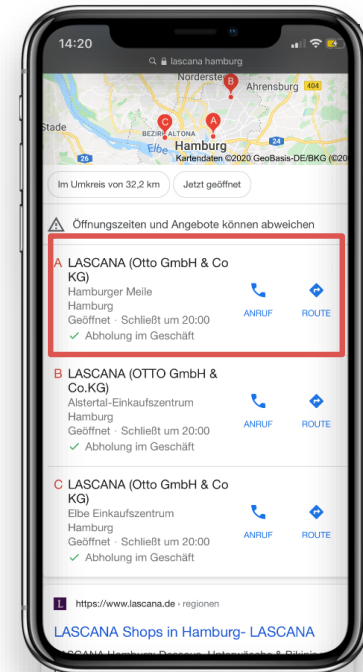 14:20
lascana hamburg
Norderste
B
Ahrensburg
404
Stade
C
A
BEZIRK ALTONA
Elbe
Hamburg
24
26
Kartendaten ©2020 GeoBasis-DE/BKG (©20
Im Umkreis von 32,2 km
Jetzt geöffnet
Öffnungszeiten und Angebote können abweichen
A LASCANA (Otto GmbH & Co
KG)
Hamburger Meile
Hamburg
Geöffnet · Schließt um 20:00
✓ Abholung im Geschäft
ANRUF
ROUTE
B LASCANA (OTTO GmbH &
Co.KG)
Alstertal-Einkaufszentrum
Hamburg
Geöffnet · Schließt um 20:00
✓ Abholung im Geschäft
ANRUF
ROUTE
C LASCANA (Otto GmbH & Co
KG)
Elbe Einkaufszentrum
Hamburg
Geöffnet · Schließt um 20:00
✓ Abholung im Geschäft
ANRUF
ROUTE
L https://www.lascana.de › regionen
LASCANA Shops in Hamburg- LASCANA